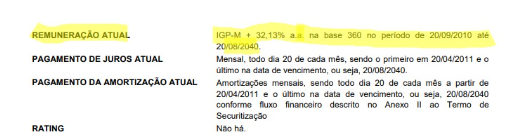 REMUNERAÇÃO ATUAL IGP-M + 32,13% a.a. na base 360 no período de 20/09/2010 até
20/08/2040.
PAGAMENTO DE JUROS ATUAL Mensal, todo dia 20 de cada mês, sendo o primeiro em 20/04/2011 e o
último na data de vencimento, ou seja, 20/08/2040.
PAGAMENTO DA AMORTIZAÇÃO ATUAL Amortizações mensais, sendo todo dia 20 de cada mês a partir de
20/04/2011 e o último na data de vencimento, ou seja, 20/08/2040
conforme fluxo financeiro descrito no Anexo II ao Termo de
Securitização
RATING Não há.